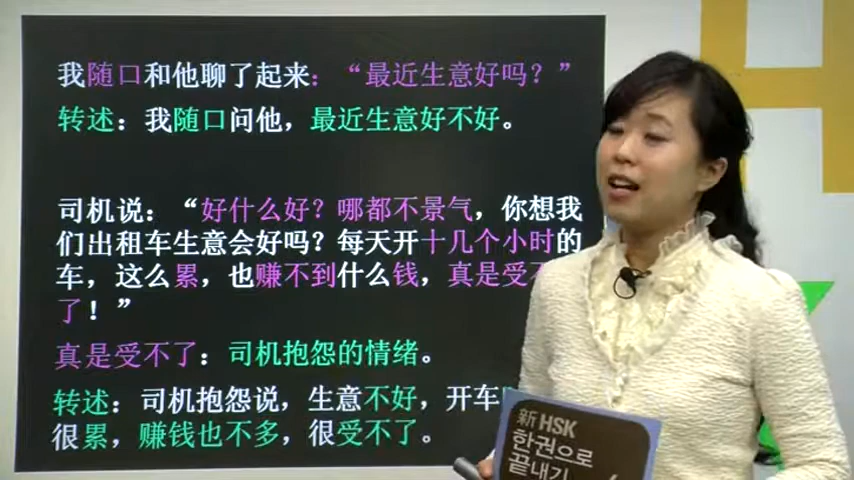 我随口和他聊了起来：“最近生意好吗？”
转述：我随口问他，最近生意好不好。
司机说：“好什么好？哪都不景气，你想我
们出租车生意会好吗？每天开十几个小时的
车，这么累，也赚不到什么钱，真是受不
了！”
真是受不了：司机抱怨的情绪。
转述：司机抱怨说，生意不好，开车
很累，赚钱也不多，很受不了。
新 HSK
한권으로
끝내기